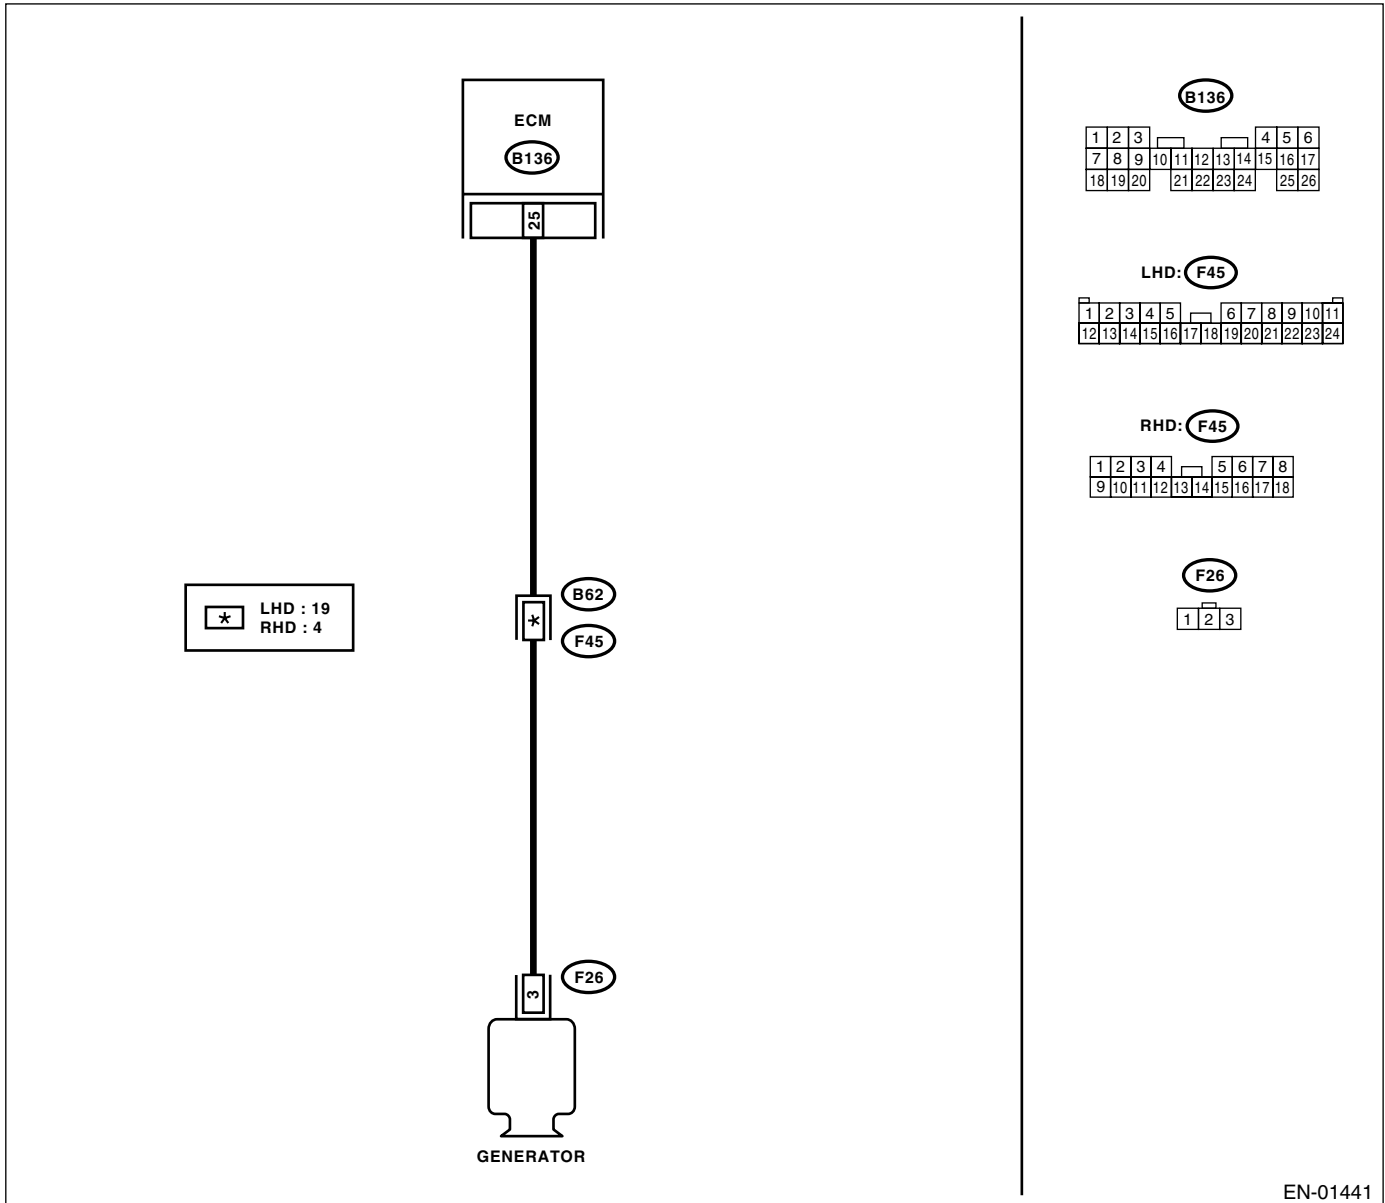 ECM
B136
25
LHD : 19
RHD : 4
*
*
B62
F45
3
F26
GENERATOR
B136
1 2 3 4 5 6
7 8 9 10 11 12 13 14 15 16 17
18 19 20 21 22 23 24 25 26
LHD: F45
1 2 3 4 5 6 7 8 9 10 11
12 13 14 15 16 17 18 19 20 21 22 23 24
RHD: F45
1 2 3 4 5 6 7 8
9 10 11 12 13 14 15 16 17 18
F26
1 2 3
EN-01441